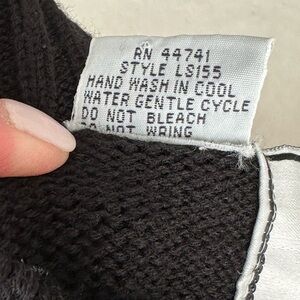 RN 44741
STYLE LS155
HAND WASH IN COOL
WATER GENTLE CYCLE
DO NOT BLEACH
DO NOT WRING